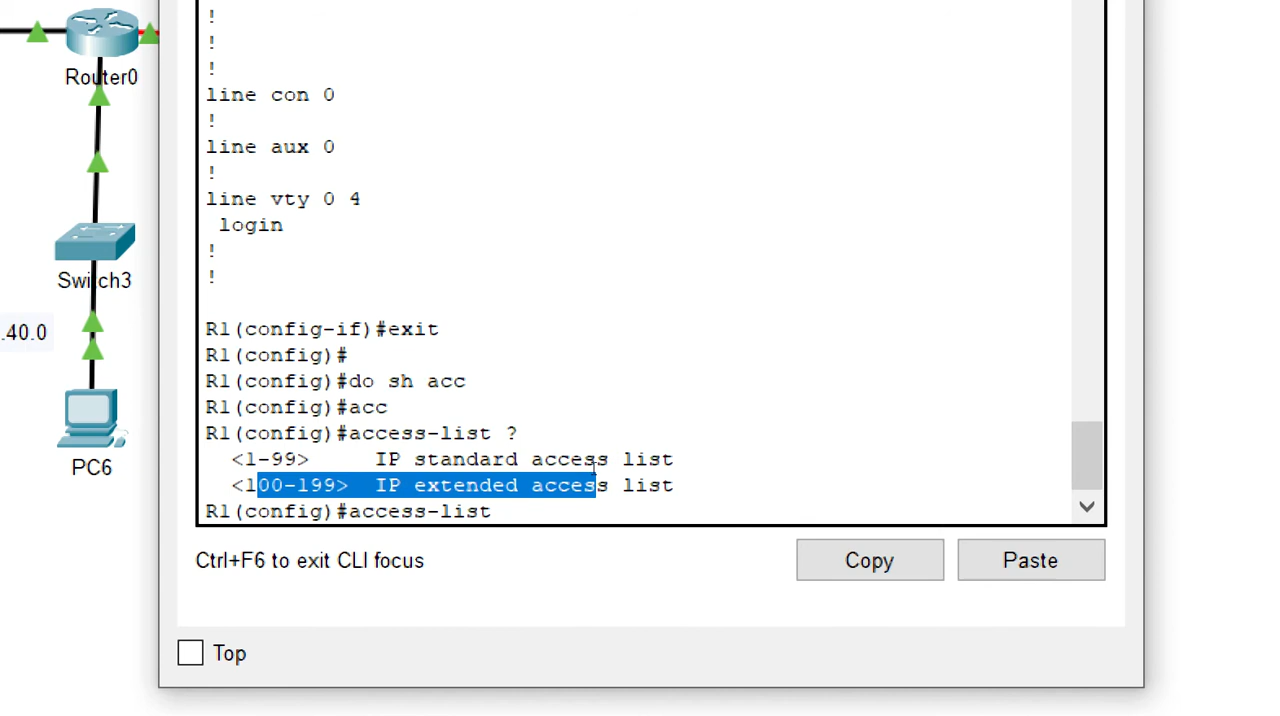 !
!
!
line con 0
!
line aux 0
!
line vty 0 4
login
!
!
R1(config-if)#exit
R1(config)#
R1(config)#do sh acc
R1(config)#acc
R1(config)#access-list ?
<1-99> IP standard access list
<100-199> IP extended access list
R1(config)#access-list
Ctrl+F6 to exit CLI focus
Copy
Paste
Top
Router0
Switch3
.40.0
PC6